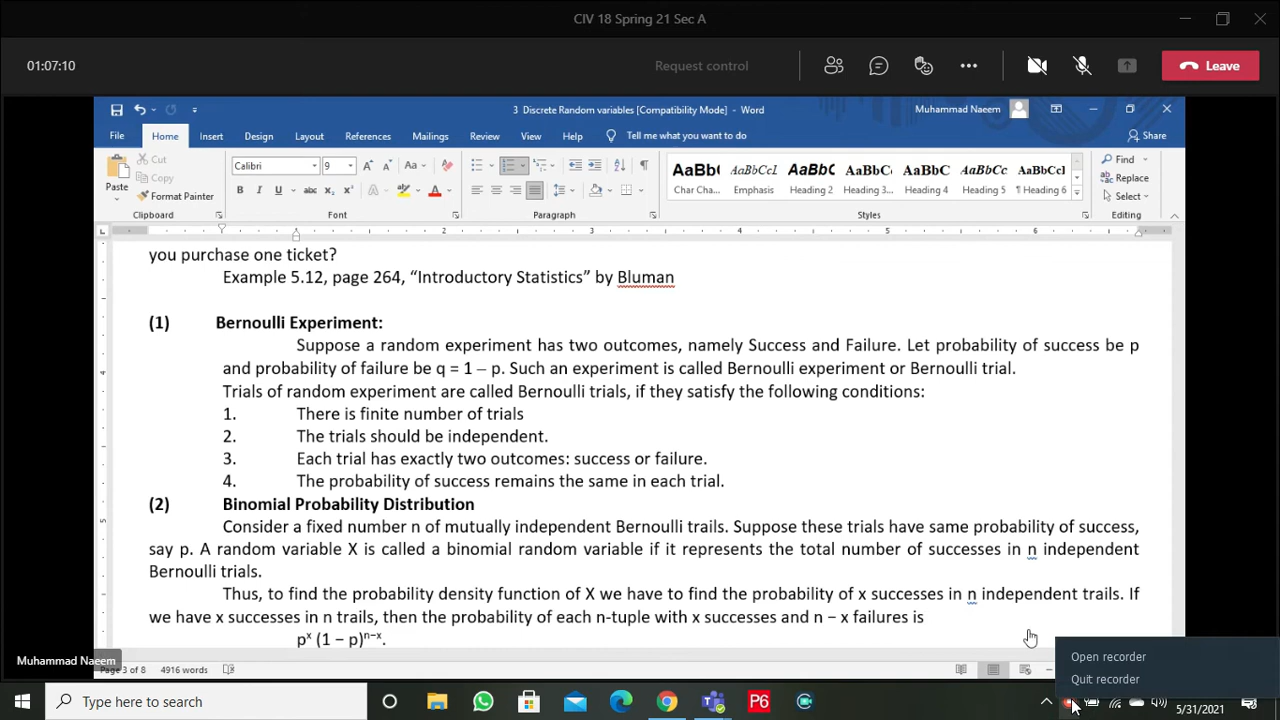 CIV 18 Spring 21 Sec A
01:07:10
Request control
Leave
3 Discrete Random variables [Compatibility Mode] - Word
Muhammad Naeem
File Home Insert Design Layout References Mailings Review View Help Tell me what you want to do
Share
Paste
Cut
Copy
Format Painter
Clipboard
Calibri 9
Font
Paragraph
AaBbC Char Cha...
AaBbCcL Emphasis
AaBbC Heading 2
AaBbCc Heading 3...
AaBbC Heading 4
AaBbCc Heading 5
AaBbCcI ¶ Heading 6
Styles
Find
Replace
Select
Editing
you purchase one ticket?
Example 5.12, page 264, “Introductory Statistics” by Bluman
(1) Bernoulli Experiment:
Suppose a random experiment has two outcomes, namely Success and Failure. Let probability of success be p
and probability of failure be q = 1 – p. Such an experiment is called Bernoulli experiment or Bernoulli trial.
Trials of random experiment are called Bernoulli trials, if they satisfy the following conditions:
1. There is finite number of trials
2. The trials should be independent.
3. Each trial has exactly two outcomes: success or failure.
4. The probability of success remains the same in each trial.
(2) Binomial Probability Distribution
Consider a fixed number n of mutually independent Bernoulli trails. Suppose these trials have same probability of success,
say p. A random variable X is called a binomial random variable if it represents the total number of successes in n independent
Bernoulli trials.
Thus, to find the probability density function of X we have to find the probability of x successes in n independent trails. If
we have x successes in n trails, then the probability of each n-tuple with x successes and n − x failures is
pˣ (1 − p)ⁿ⁻ˣ.
Muhammad Naeem
Page 3 of 8 4916 words
Open recorder
Quit recorder
Type here to search
P6
5/31/2021